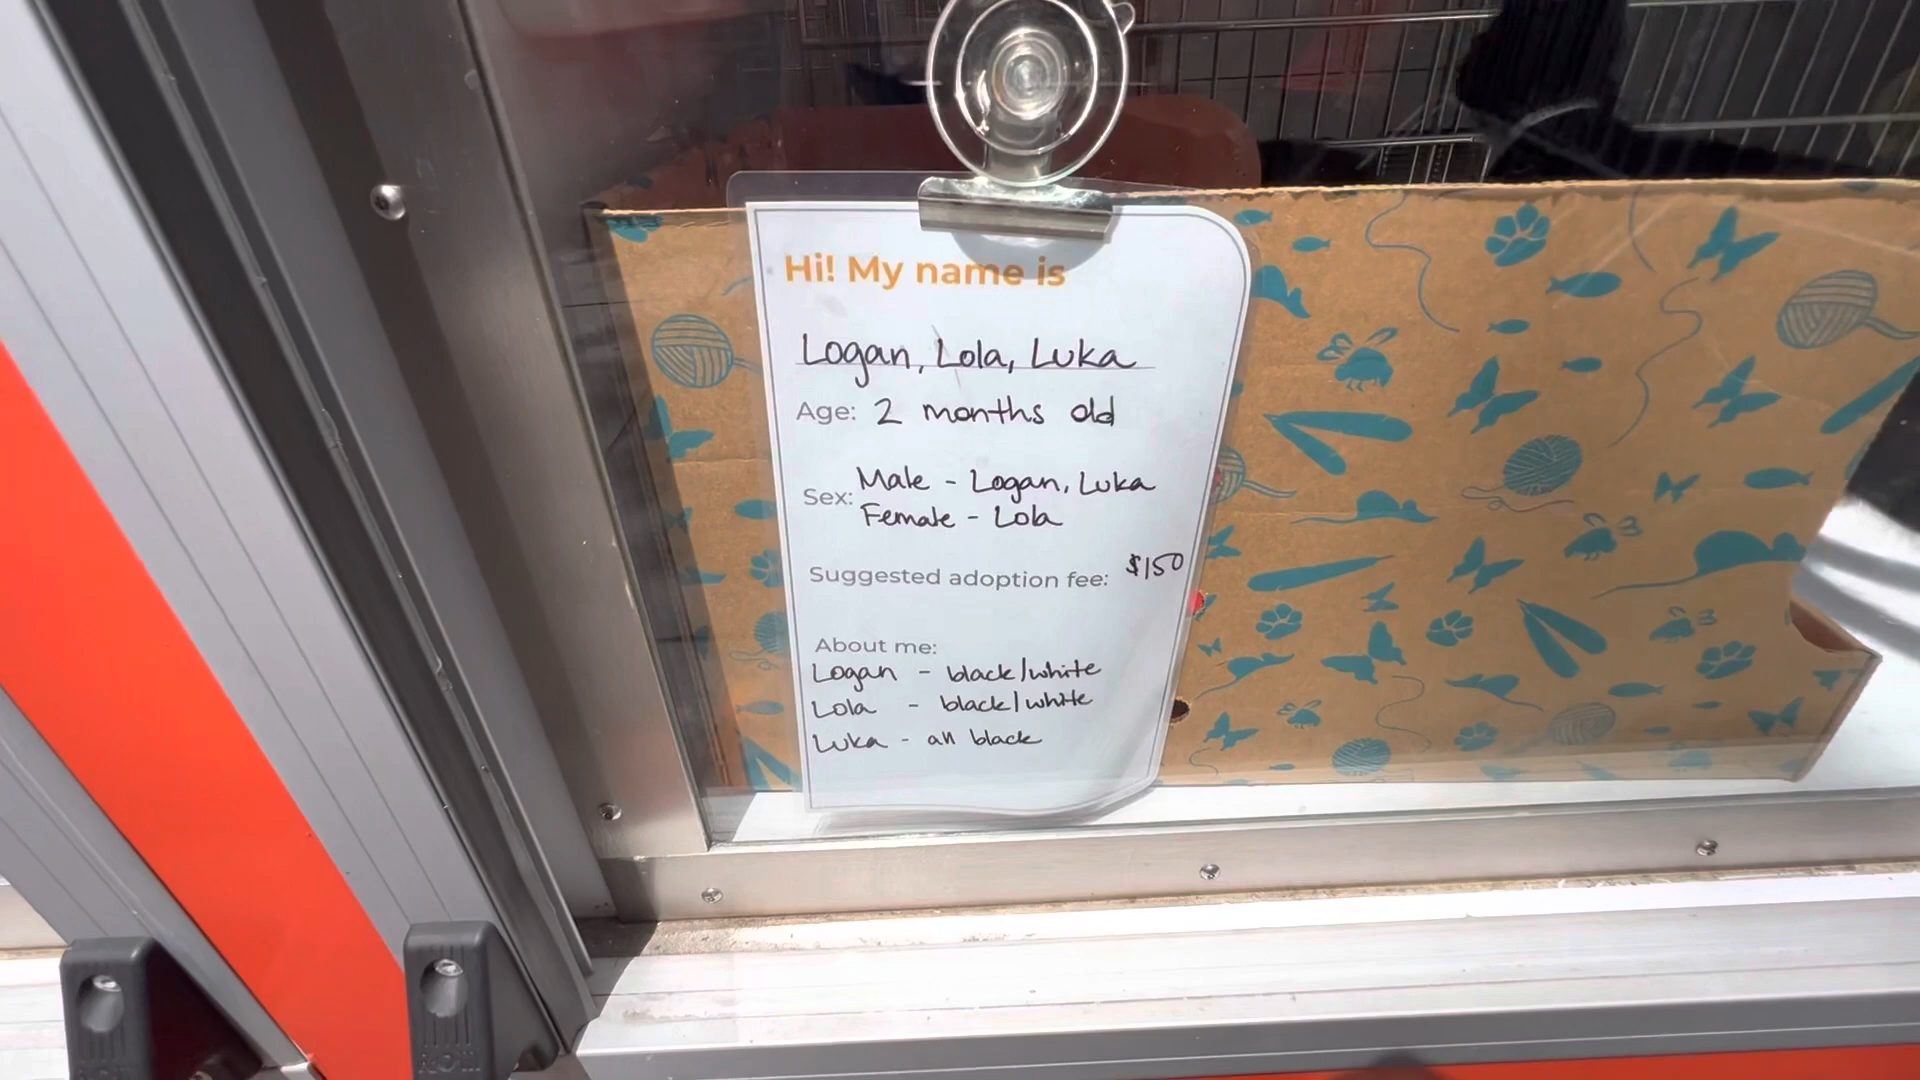 Hi! My name is
Logan, Lola, Luka
Age: 2 months old
Sex: Male - Logan, Luka
Female - Lola
Suggested adoption fee: $150
About me:
Logan - black/white
Lola - black/white
Luka - all black